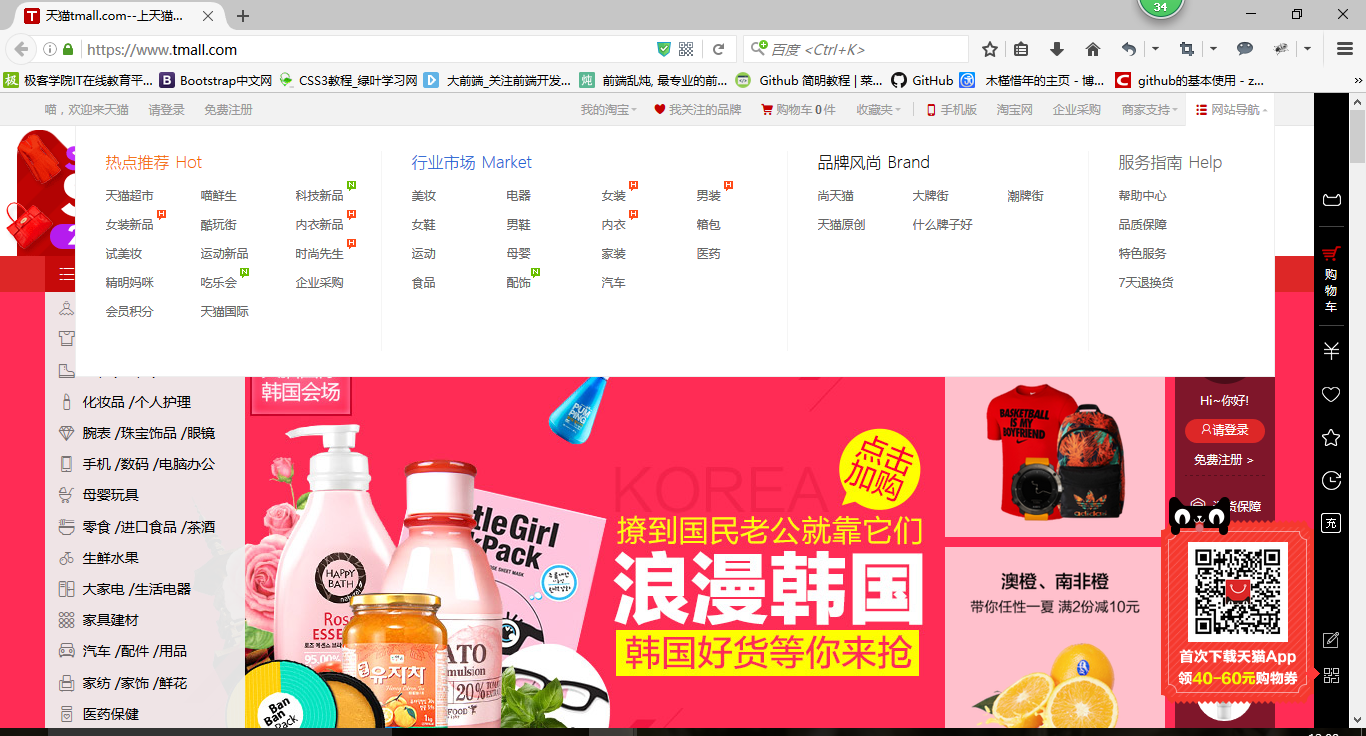 34
天猫tmall.com--上天猫...
https://www.tmall.com
百度 <Ctrl+K>
极客学院IT在线教育平... Bootstrap中文网 CSS3教程_绿叶学习网 大前端_关注前端开发... 前端乱炖, 最专业的前... Github 简明教程 | 菜... GitHub 木槿惜年的主页 - 博... github的基本使用 - z...
喵，欢迎来天猫 请登录 免费注册 我的淘宝 我关注的品牌 购物车0件 收藏夹 手机版 淘宝网 企业采购 商家支持 网站导航
热点推荐 Hot
天猫超市 喵鲜生 科技新品
女装新品 酷玩街 内衣新品
试美妆 运动新品 时尚先生
精明妈咪 吃乐会 企业采购
会员积分 天猫国际
行业市场 Market
美妆 电器 女装 男装
女鞋 男鞋 内衣 箱包
运动 母婴 家装 医药
食品 配饰 汽车
品牌风尚 Brand
尚天猫 大牌街 潮牌街
天猫原创 什么牌子好
服务指南 Help
帮助中心
品质保障
特色服务
7天退换货
化妆品 /个人护理
腕表 /珠宝饰品 /眼镜
手机 /数码 /电脑办公
母婴玩具
零食 /进口食品 /茶酒
生鲜水果
大家电 /生活电器
家具建材
汽车 /配件 /用品
家纺 /家饰 /鲜花
医药保健
韩国会场
PUM
PING
HAPPY
BATH
natural
Rose
ESSE
95.00%
유자차
1kg
Ban
Ban
Pack
ATO
emulsion
20%
FOOD
tle Girl
kPack
SHEET MASK
KOREA
点击
加购
撩到国民老公就靠它们
浪漫韩国
韩国好货等你来抢
BASKETBALL
IS MY
BOYFRIEND
adidas
澳橙、南非橙
带你任性一夏 满2份减10元
Hi~你好!
请登录
免费注册 >
货保障
首次下载天猫App
领40-60元购物券
购
物
车
充